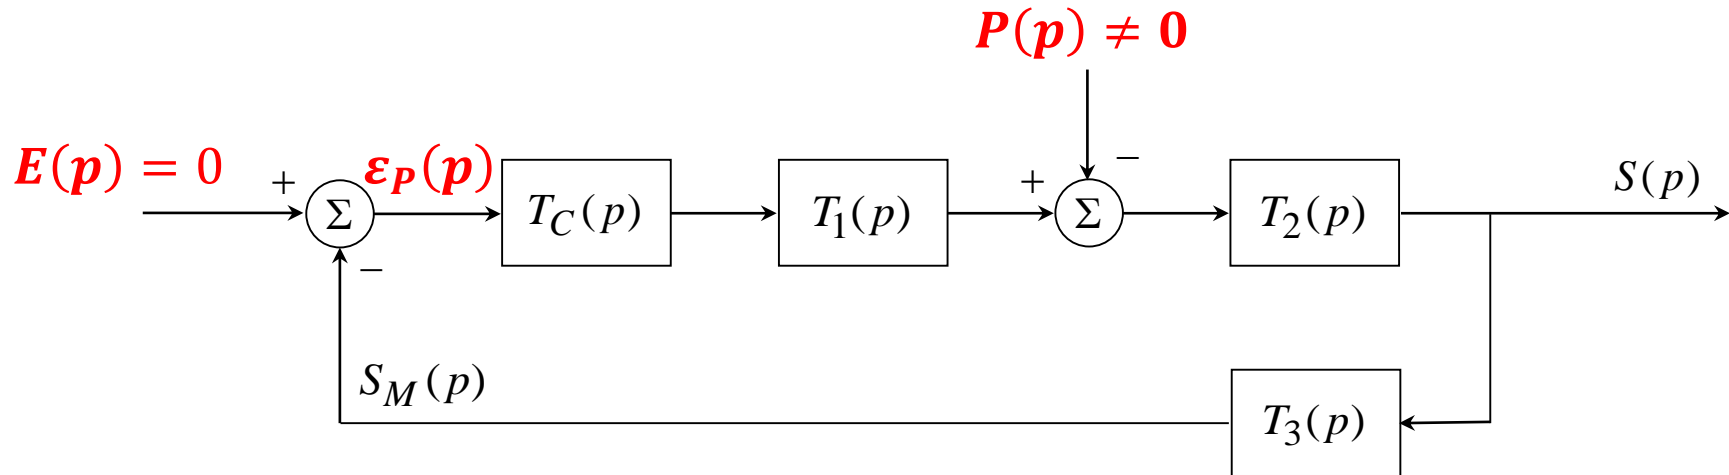 P(p) ≠ 0
E(p) = 0
+
ε_P(p)
Σ
−
T_C(p)
T_1(p)
+
−
Σ
T_2(p)
S(p)
S_M(p)
T_3(p)